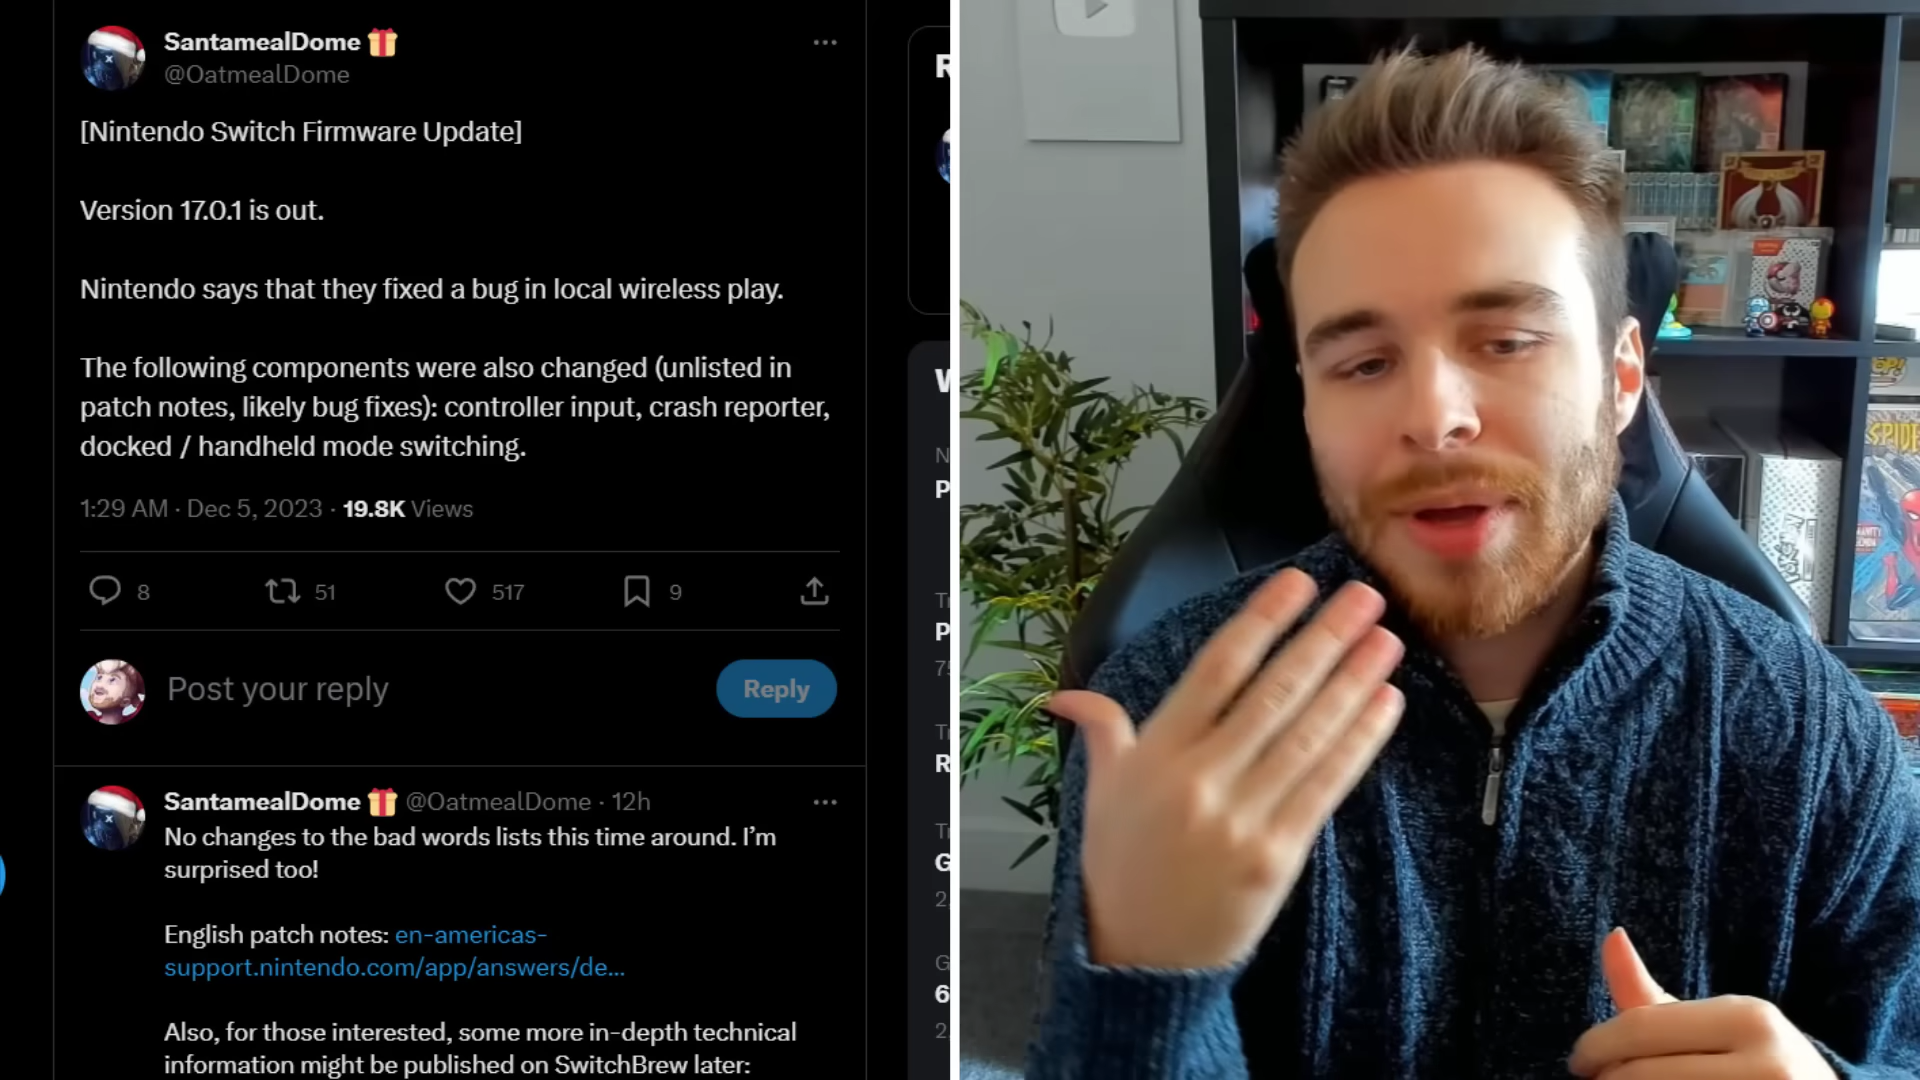 SantamealDome
@OatmealDome
[Nintendo Switch Firmware Update]
Version 17.0.1 is out.
Nintendo says that they fixed a bug in local wireless play.
The following components were also changed (unlisted in
patch notes, likely bug fixes): controller input, crash reporter,
docked / handheld mode switching.
1:29 AM · Dec 5, 2023 · 19.8K Views
8 51 517 9
Post your reply
Reply
SantamealDome @OatmealDome · 12h
No changes to the bad words lists this time around. I’m
surprised too!
English patch notes: en-americas-
support.nintendo.com/app/answers/de...
Also, for those interested, some more in-depth technical
information might be published on SwitchBrew later:
POP!